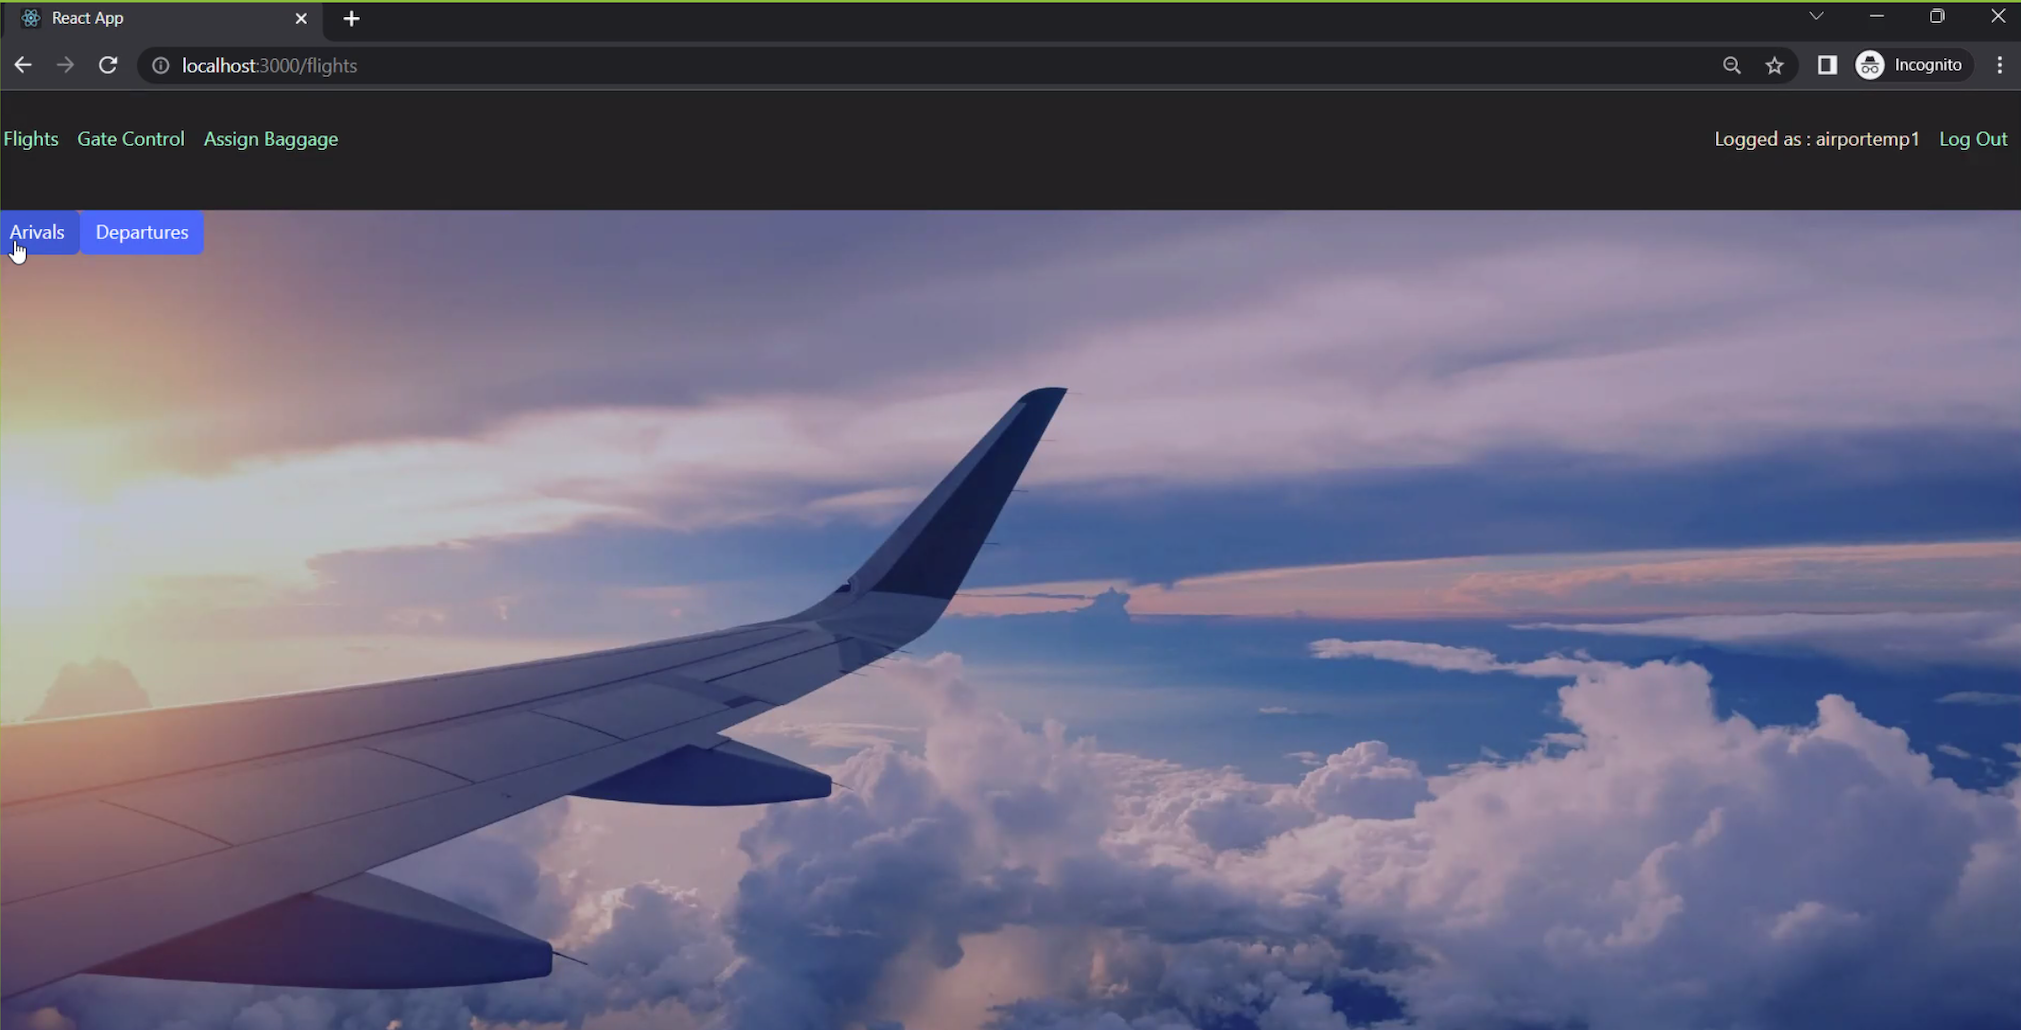 React App
localhost:3000/flights
Incognito
Flights Gate Control Assign Baggage
Logged as : airportemp1 Log Out
Arivals Departures